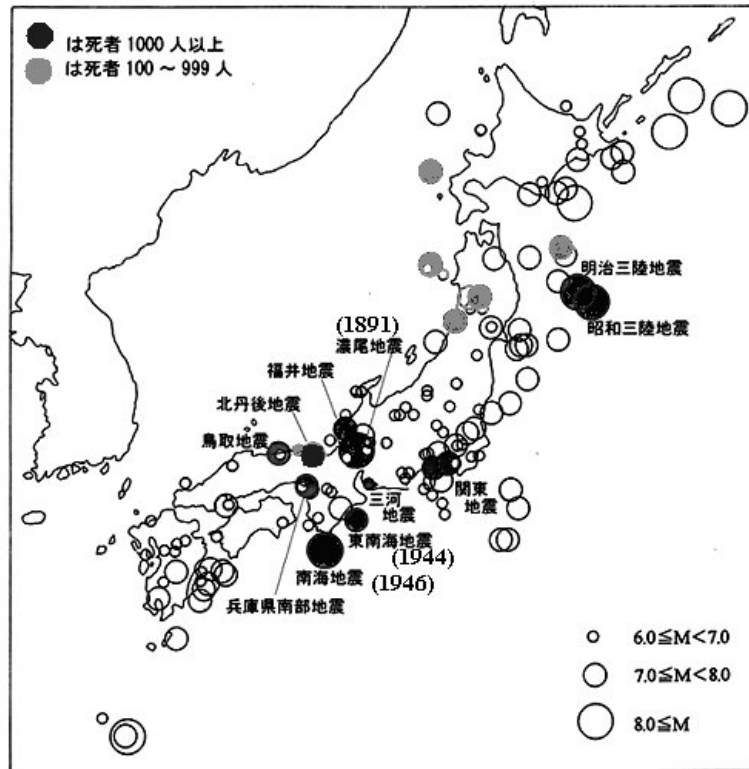 は死者 1000 人以上
は死者 100 ～ 999 人
明治三陸地震
昭和三陸地震
(1891)
濃尾地震
福井地震
北丹後地震
鳥取地震
関東
地震
三河
地震
東南海地震
(1944)
南海地震
(1946)
兵庫県南部地震
6.0≦M<7.0
7.0≦M<8.0
8.0≦M